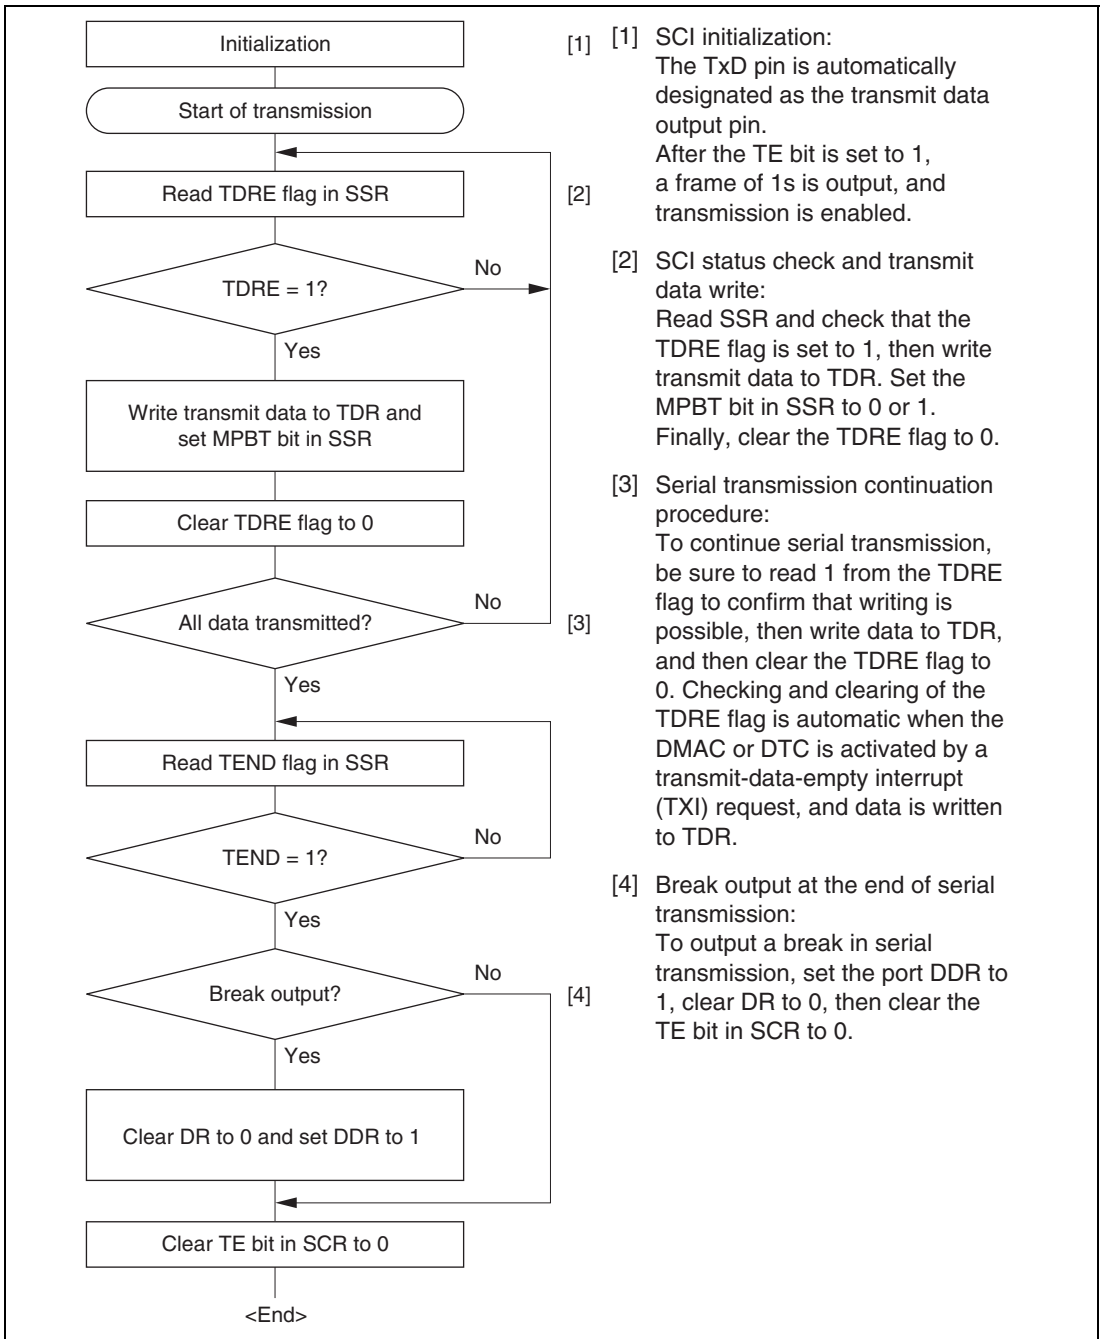 Initialization
[1]
Start of transmission
Read TDRE flag in SSR
[2]
TDRE = 1?
No
Yes
Write transmit data to TDR and
set MPBT bit in SSR
Clear TDRE flag to 0
All data transmitted?
No
[3]
Yes
Read TEND flag in SSR
TEND = 1?
No
Yes
Break output?
No
[4]
Yes
Clear DR to 0 and set DDR to 1
Clear TE bit in SCR to 0
<End>
[1] SCI initialization:
The TxD pin is automatically
designated as the transmit data
output pin.
After the TE bit is set to 1,
a frame of 1s is output, and
transmission is enabled.
[2] SCI status check and transmit
data write:
Read SSR and check that the
TDRE flag is set to 1, then write
transmit data to TDR. Set the
MPBT bit in SSR to 0 or 1.
Finally, clear the TDRE flag to 0.
[3] Serial transmission continuation
procedure:
To continue serial transmission,
be sure to read 1 from the TDRE
flag to confirm that writing is
possible, then write data to TDR,
and then clear the TDRE flag to
0. Checking and clearing of the
TDRE flag is automatic when the
DMAC or DTC is activated by a
transmit-data-empty interrupt
(TXI) request, and data is written
to TDR.
[4] Break output at the end of serial
transmission:
To output a break in serial
transmission, set the port DDR to
1, clear DR to 0, then clear the
TE bit in SCR to 0.